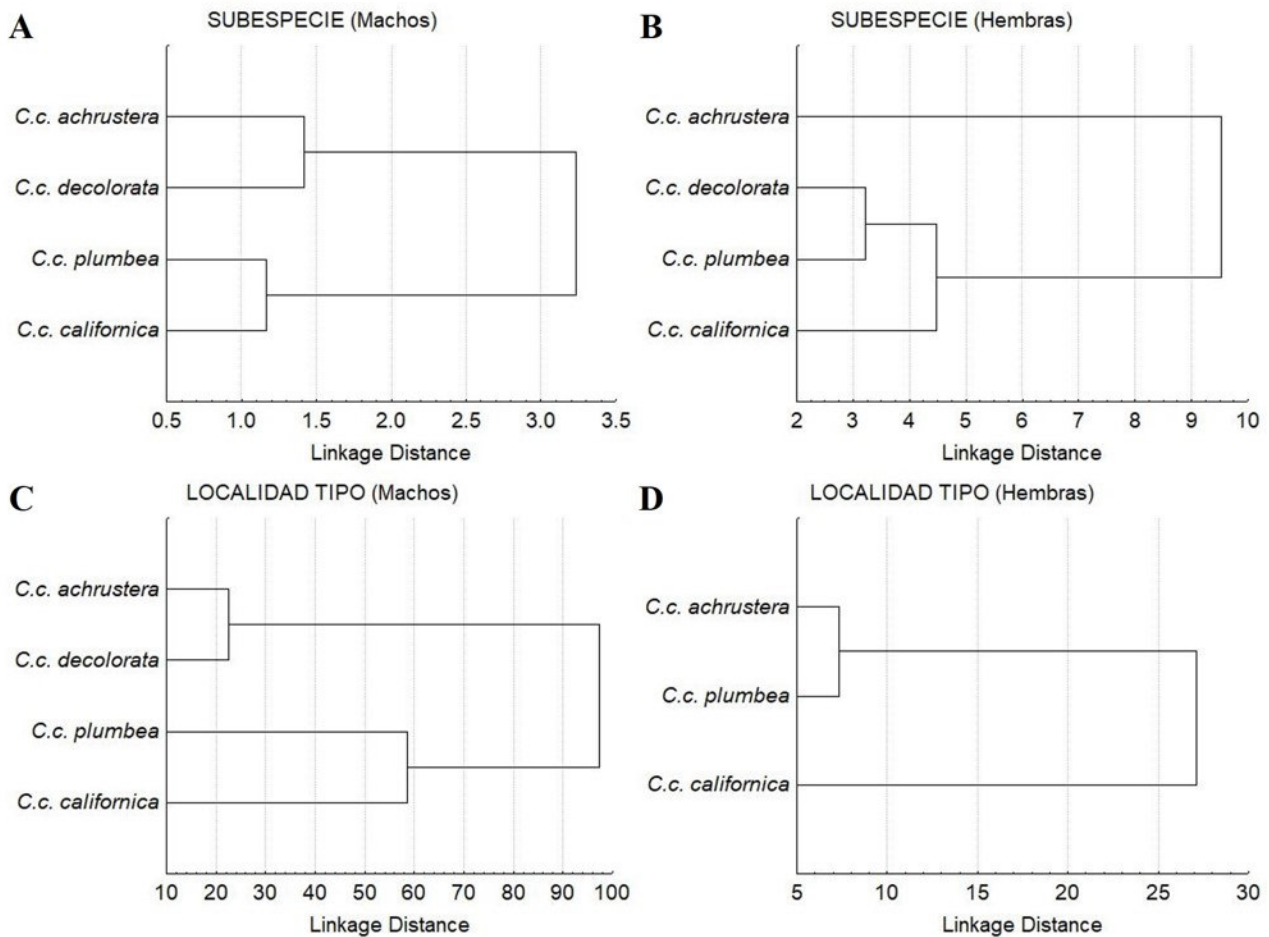 A
SUBESPECIE (Machos)
C.c. achrustera
C.c. decolorata
C.c. plumbea
C.c. californica
0.5 1.0 1.5 2.0 2.5 3.0 3.5
Linkage Distance
B
SUBESPECIE (Hembras)
C.c. achrustera
C.c. decolorata
C.c. plumbea
C.c. californica
2 3 4 5 6 7 8 9 10
Linkage Distance
C
LOCALIDAD TIPO (Machos)
C.c. achrustera
C.c. decolorata
C.c. plumbea
C.c. californica
10 20 30 40 50 60 70 80 90 100
Linkage Distance
D
LOCALIDAD TIPO (Hembras)
C.c. achrustera
C.c. plumbea
C.c. californica
5 10 15 20 25 30
Linkage Distance